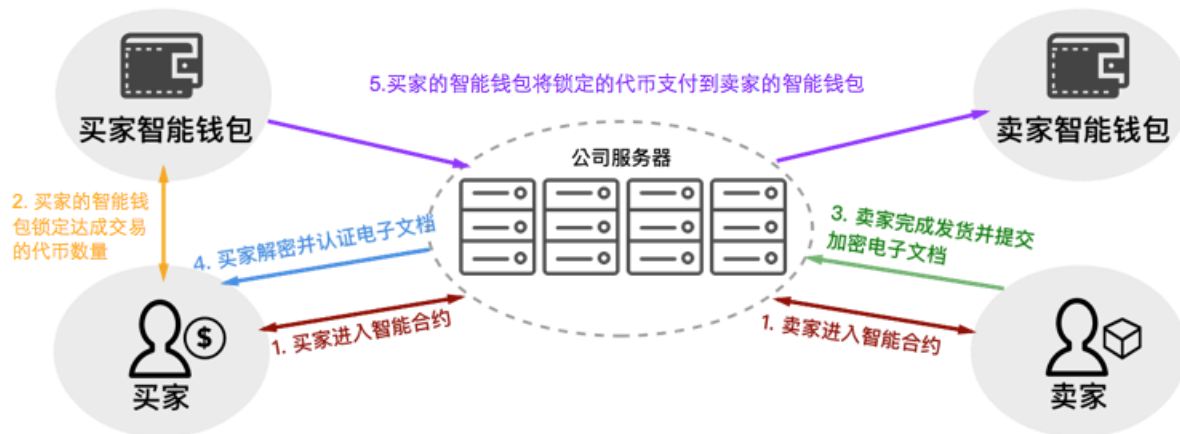 5.买家的智能钱包将锁定的代币支付到卖家的智能钱包
买家智能钱包
卖家智能钱包
公司服务器
2. 买家的智能钱
包锁定达成交易
的代币数量
3. 卖家完成发货并提交
加密电子文档
4. 买家解密并认证电子文档
1. 买家进入智能合约
1. 卖家进入智能合约
$
买家
卖家